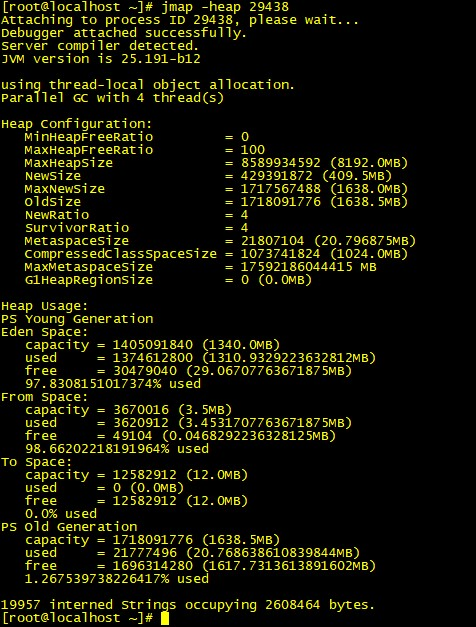 [root@localhost ~]# jmap -heap 29438
Attaching to process ID 29438, please wait...
Debugger attached successfully.
Server compiler detected.
JVM version is 25.191-b12
using thread-local object allocation.
Parallel GC with 4 thread(s)
Heap Configuration:
MinHeapFreeRatio = 0
MaxHeapFreeRatio = 100
MaxHeapSize = 8589934592 (8192.0MB)
NewSize = 429391872 (409.5MB)
MaxNewSize = 1717567488 (1638.0MB)
OldSize = 1718091776 (1638.5MB)
NewRatio = 4
SurvivorRatio = 4
MetaspaceSize = 21807104 (20.796875MB)
CompressedClassSpaceSize = 1073741824 (1024.0MB)
MaxMetaspaceSize = 17592186044415 MB
G1HeapRegionSize = 0 (0.0MB)
Heap Usage:
PS Young Generation
Eden Space:
capacity = 1405091840 (1340.0MB)
used = 1374612800 (1310.9329223632812MB)
free = 30479040 (29.06707763671875MB)
97.8308151017374% used
From Space:
capacity = 3670016 (3.5MB)
used = 3620912 (3.4531707763671875MB)
free = 49104 (0.0468292236328125MB)
98.66202218191964% used
To Space:
capacity = 12582912 (12.0MB)
used = 0 (0.0MB)
free = 12582912 (12.0MB)
0.0% used
PS Old Generation
capacity = 1718091776 (1638.5MB)
used = 21777496 (20.768638610839844MB)
free = 1696314280 (1617.7313613891602MB)
1.267539738226417% used
19957 interned Strings occupying 2608464 bytes.
[root@localhost ~]#